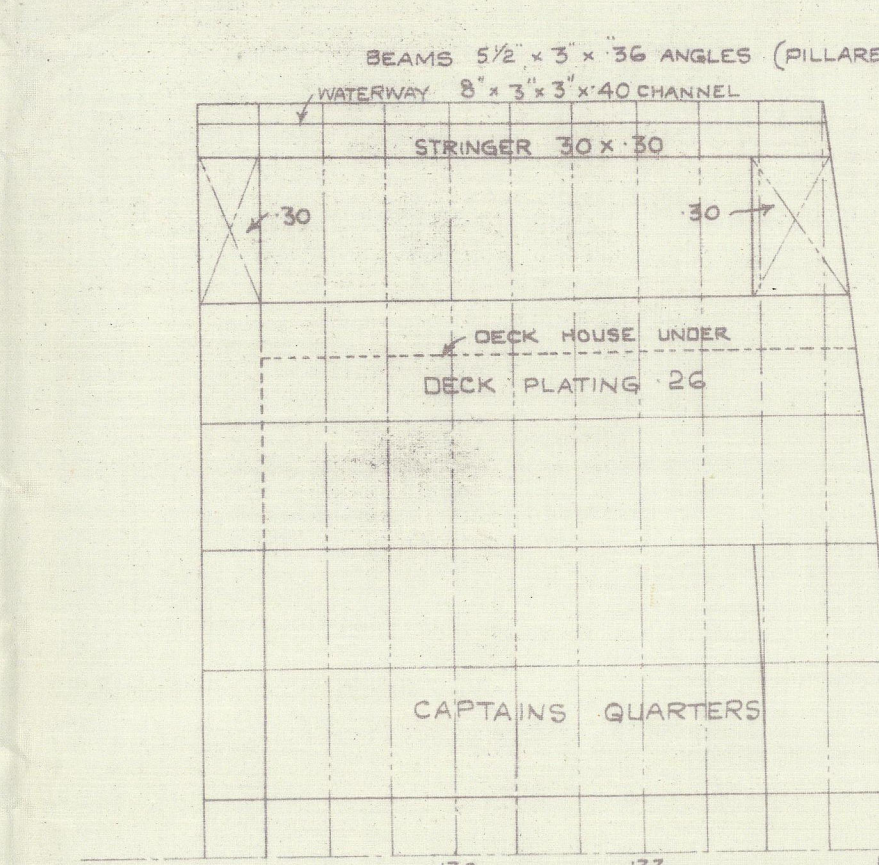 BEAMS 5½" × 3" × ·36" ANGLES (PILLARE
WATERWAY 8" × 3" × 3" × ·40 CHANNEL
STRINGER 30 × ·30
·30
·30
DECK HOUSE UNDER
DECK PLATING ·26
CAPTAINS QUARTERS